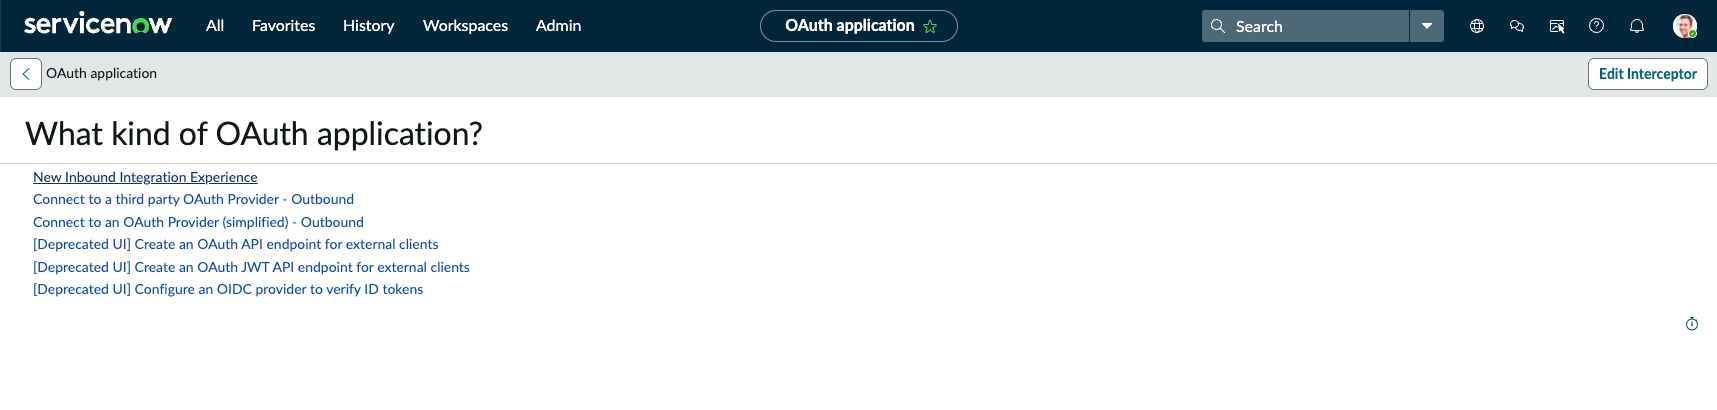 servicenow All Favorites History Workspaces Admin OAuth application Search
OAuth application Edit Interceptor
What kind of OAuth application?
New Inbound Integration Experience
Connect to a third party OAuth Provider - Outbound
Connect to an OAuth Provider (simplified) - Outbound
[Deprecated UI] Create an OAuth API endpoint for external clients
[Deprecated UI] Create an OAuth JWT API endpoint for external clients
[Deprecated UI] Configure an OIDC provider to verify ID tokens